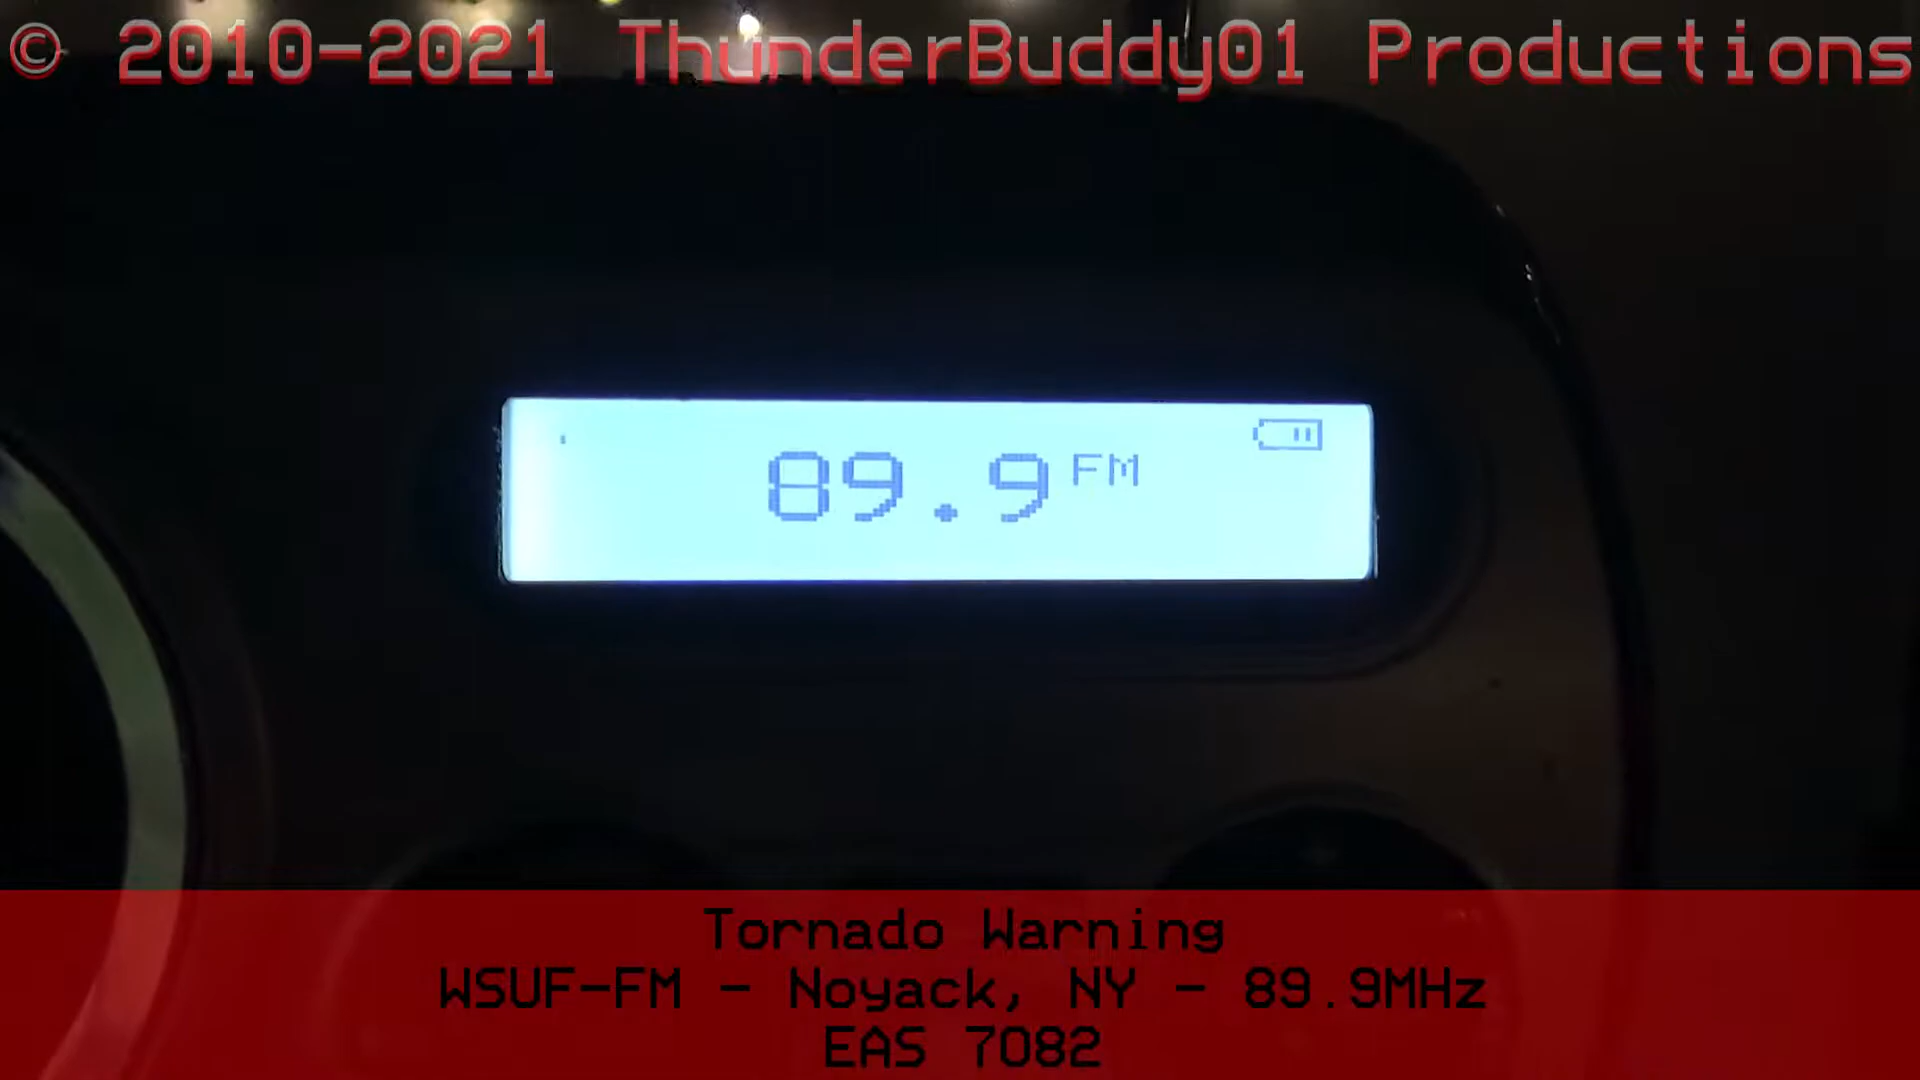 © 2010-2021 ThunderBuddy01 Productions
89.9 FM
Tornado Warning
WSUF-FM - Noyack, NY - 89.9MHz
EAS 7082